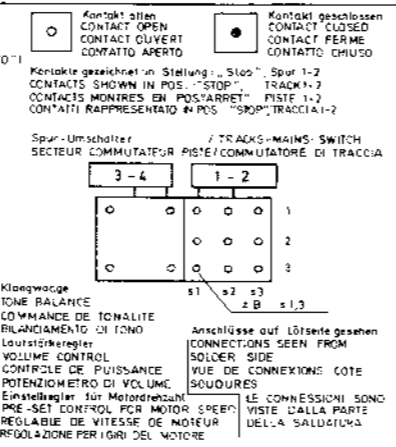 Kontakt offen
CONTACT OPEN
CONTACT OUVERT
CONTATTO APERTO
Kontakt geschlossen
CONTACT CLOSED
CONTACT FERME
CONTATTO CHIUSO
Kontakte gezeichnet in Stellung: „Stop", Spur 1-2
CONTACTS SHOWN IN POS. "STOP", TRACK 1-2
CONTACTS MONTRES EN POS."ARRET" PISTE 1-2
CONTATTI RAPPRESENTATO IN POS "STOP", TRACCIA 1-2
Spur-Umschalter / TRACKS-MAINS-SWITCH
SECTEUR COMMUTATEUR PISTE/COMMUTATORE DI TRACCIA
3-4 1-2
1
2
3
s1 s2 s3
z B s1,3
Klangwaage
TONE BALANCE
COMMANDE DE TONALITE
BILANCIAMENTO DI TONO
Lautstärkeregler
VOLUME CONTROL
CONTROLE DE PUISSANCE
POTENZIOMETRO DI VOLUME
Einstellregler für Motordrehzahl
PRE-SET CONTROL FOR MOTOR SPEED
REGLABLE DE VITESSE DE MOTEUR
REGOLAZIONE PER I GIRI DEL MOTORE
Anschlüsse auf Lötseite gesehen
CONNECTIONS SEEN FROM
SOLDER SIDE
VUE DE CONNEXIONS COTE
SOUDURES
LE CONNESSIONI SONO
VISTE DALLA PARTE
DELLA SALDATURA